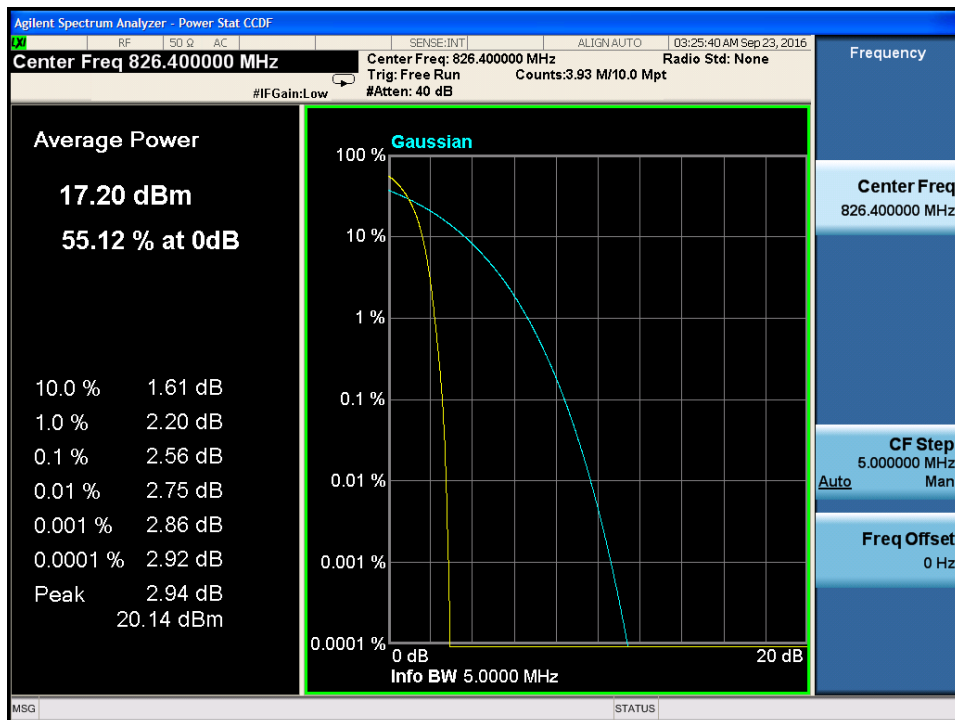 Agilent Spectrum Analyzer - Power Stat CCDF
LXI RF 50 Ω AC SENSE:INT ALIGN AUTO 03:25:40 AM Sep 23, 2016
Center Freq 826.400000 MHz
#IFGain:Low
Center Freq: 826.400000 MHz Radio Std: None
Trig: Free Run Counts:3.93 M/10.0 Mpt
#Atten: 40 dB
Average Power
17.20 dBm
55.12 % at 0dB
10.0 % 1.61 dB
1.0 % 2.20 dB
0.1 % 2.56 dB
0.01 % 2.75 dB
0.001 % 2.86 dB
0.0001 % 2.92 dB
Peak 2.94 dB
20.14 dBm
Gaussian
100 %
10 %
1 %
0.1 %
0.01 %
0.001 %
0.0001 %
0 dB 20 dB
Info BW 5.0000 MHz
Frequency
Center Freq
826.400000 MHz
CF Step
5.000000 MHz
Auto Man
Freq Offset
0 Hz
MSG STATUS